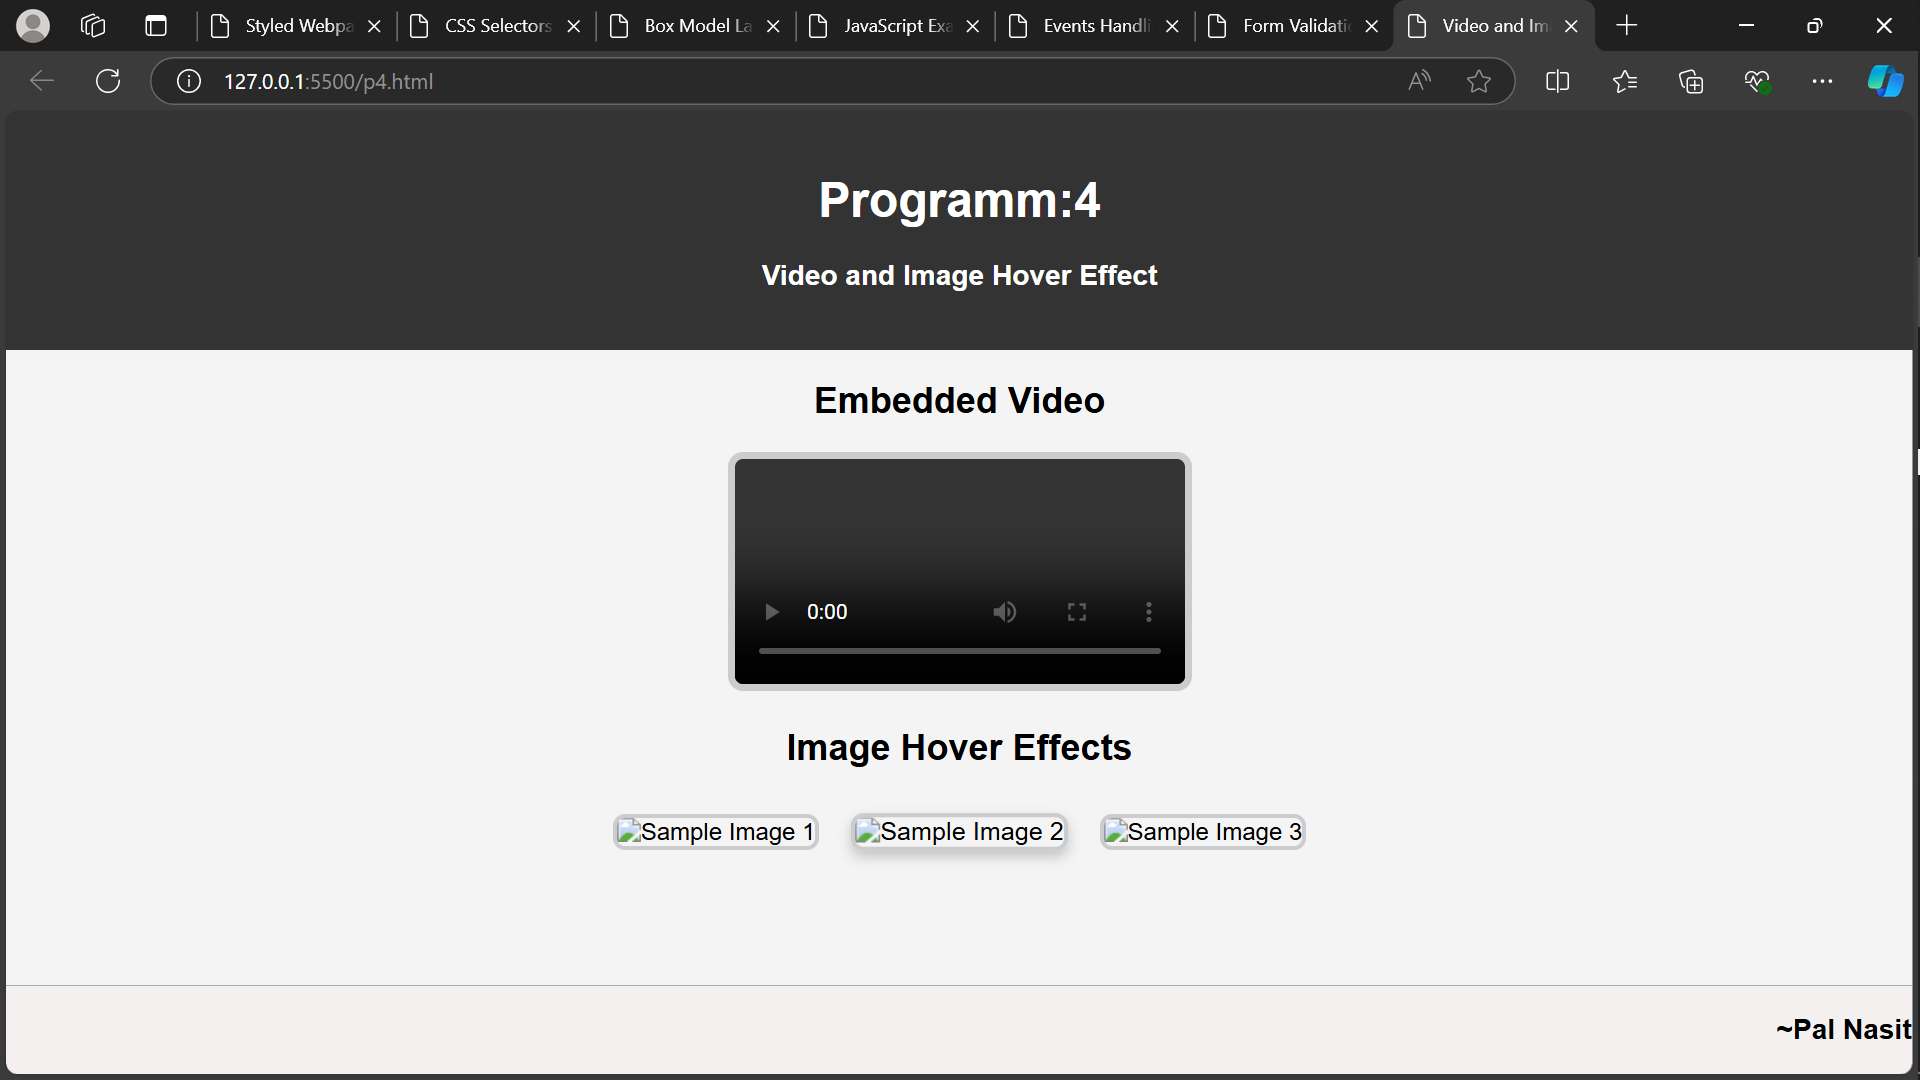 Styled Webpa
CSS Selectors
Box Model La
JavaScript Exa
Events Handli
Form Validati
Video and Im
127.0.0.1:5500/p4.html
Programm:4
Video and Image Hover Effect
Embedded Video
0:00
Image Hover Effects
Sample Image 1 Sample Image 2 Sample Image 3
~Pal Nasit